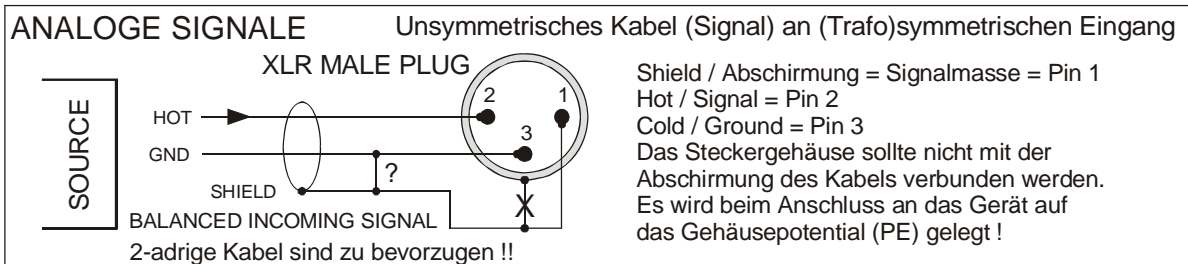 ANALOGE SIGNALE
Unsymmetrisches Kabel (Signal) an (Trafo)symmetrischen Eingang
XLR MALE PLUG
SOURCE
HOT
GND
SHIELD
?
2
1
3
X
BALANCED INCOMING SIGNAL
2-adrige Kabel sind zu bevorzugen !!
Shield / Abschirmung = Signalmasse = Pin 1
Hot / Signal = Pin 2
Cold / Ground = Pin 3
Das Steckergehäuse sollte nicht mit der
Abschirmung des Kabels verbunden werden.
Es wird beim Anschluss an das Gerät auf
das Gehäusepotential (PE) gelegt !